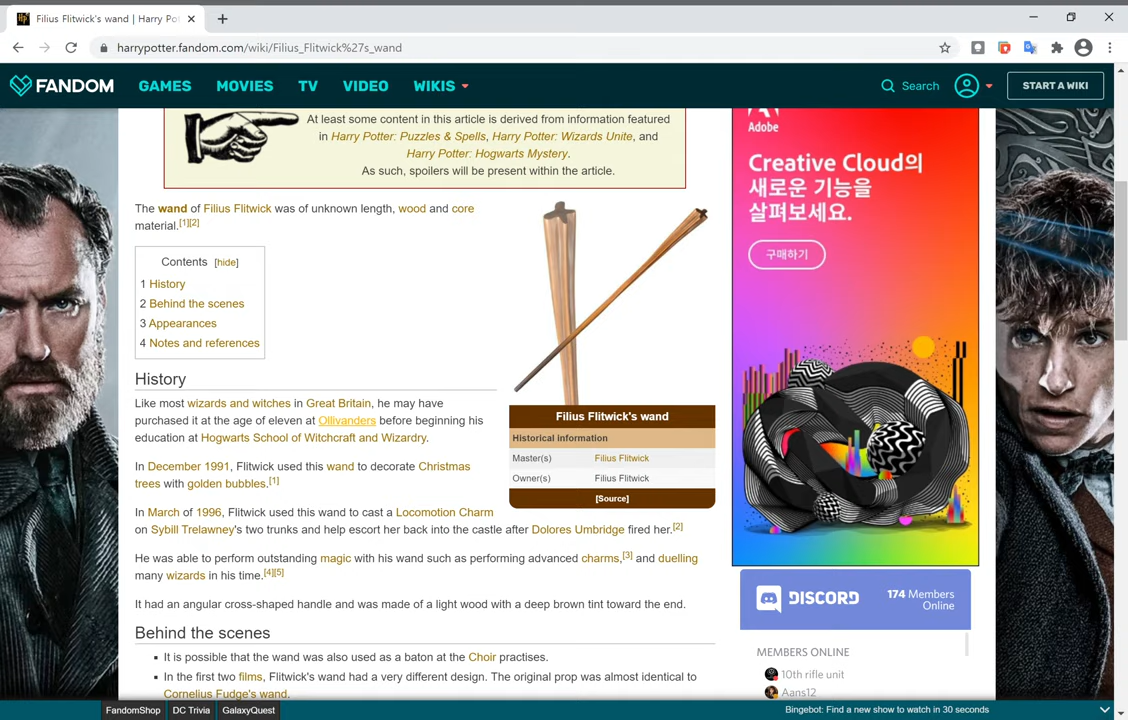 Filius Flitwick's wand | Harry Po
harrypotter.fandom.com/wiki/Filius_Flitwick%27s_wand
FANDOM GAMES MOVIES TV VIDEO WIKIS Search START A WIKI
At least some content in this article is derived from information featured
in Harry Potter: Puzzles & Spells, Harry Potter: Wizards Unite, and
Harry Potter: Hogwarts Mystery.
As such, spoilers will be present within the article.
The wand of Filius Flitwick was of unknown length, wood and core
material.[1][2]
Contents [hide]
1 History
2 Behind the scenes
3 Appearances
4 Notes and references
History
Like most wizards and witches in Great Britain, he may have
purchased it at the age of eleven at Ollivanders before beginning his
education at Hogwarts School of Witchcraft and Wizardry.
In December 1991, Flitwick used this wand to decorate Christmas
trees with golden bubbles.[1]
In March of 1996, Flitwick used this wand to cast a Locomotion Charm
on Sybill Trelawney's two trunks and help escort her back into the castle after Dolores Umbridge fired her.[2]
He was able to perform outstanding magic with his wand such as performing advanced charms,[3] and duelling
many wizards in his time.[4][5]
It had an angular cross-shaped handle and was made of a light wood with a deep brown tint toward the end.
Behind the scenes
It is possible that the wand was also used as a baton at the Choir practises.
In the first two films, Flitwick's wand had a very different design. The original prop was almost identical to
Cornelius Fudge's wand.
Filius Flitwick's wand
Historical information
Master(s) Filius Flitwick
Owner(s) Filius Flitwick
[Source]
Adobe
Creative Cloud의
새로운 기능을
살펴보세요.
구매하기
DISCORD
174 Members
Online
MEMBERS ONLINE
10th rifle unit
Aans12
FandomShop DC Trivia GalaxyQuest
Bingebot: Find a new show to watch in 30 seconds